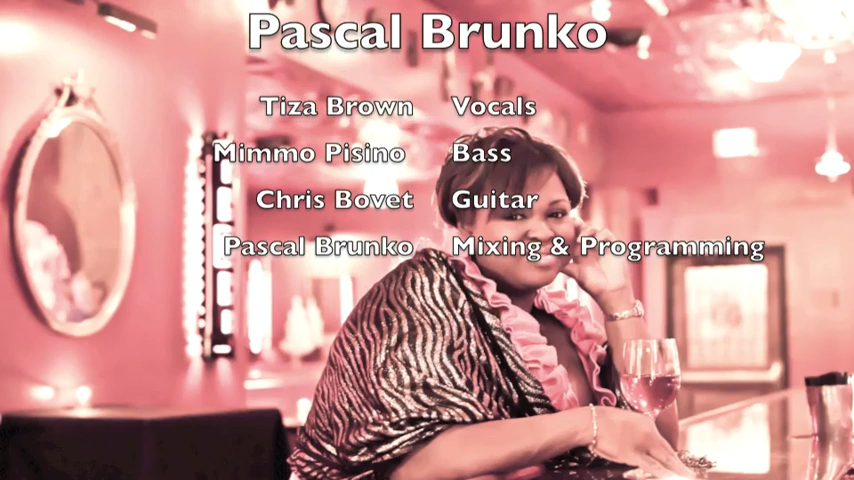 Pascal Brunko
Tiza Brown Vocals
Mimmo Pisino Bass
Chris Bovet Guitar
Pascal Brunko Mixing & Programming